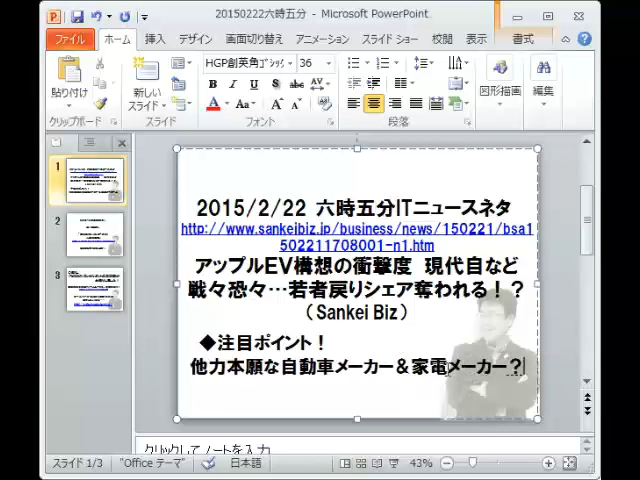 20150222六時五分 - Microsoft PowerPoint
ファイル ホーム 挿入 デザイン 画面切り替え アニメーション スライド ショー 校閲 表示 書式
貼り付け
新しい
スライド
HGP創英角ｺﾞｼｯｸ 36
図形描画 編集
クリップボード スライド フォント 段落
1
2
3
2015/2/22 六時五分ITニュースネタ
http://www.sankeibiz.jp/business/news/150221/bsa1
502211708001-n1.htm
アップルEV構想の衝撃度 現代自など
戦々恐々…若者戻りシェア奪われる！？
（Sankei Biz）
◆注目ポイント！
他力本願な自動車メーカー＆家電メーカー？
クリックしてノートを入力
スライド 1/3 "Office テーマ" 日本語 43%